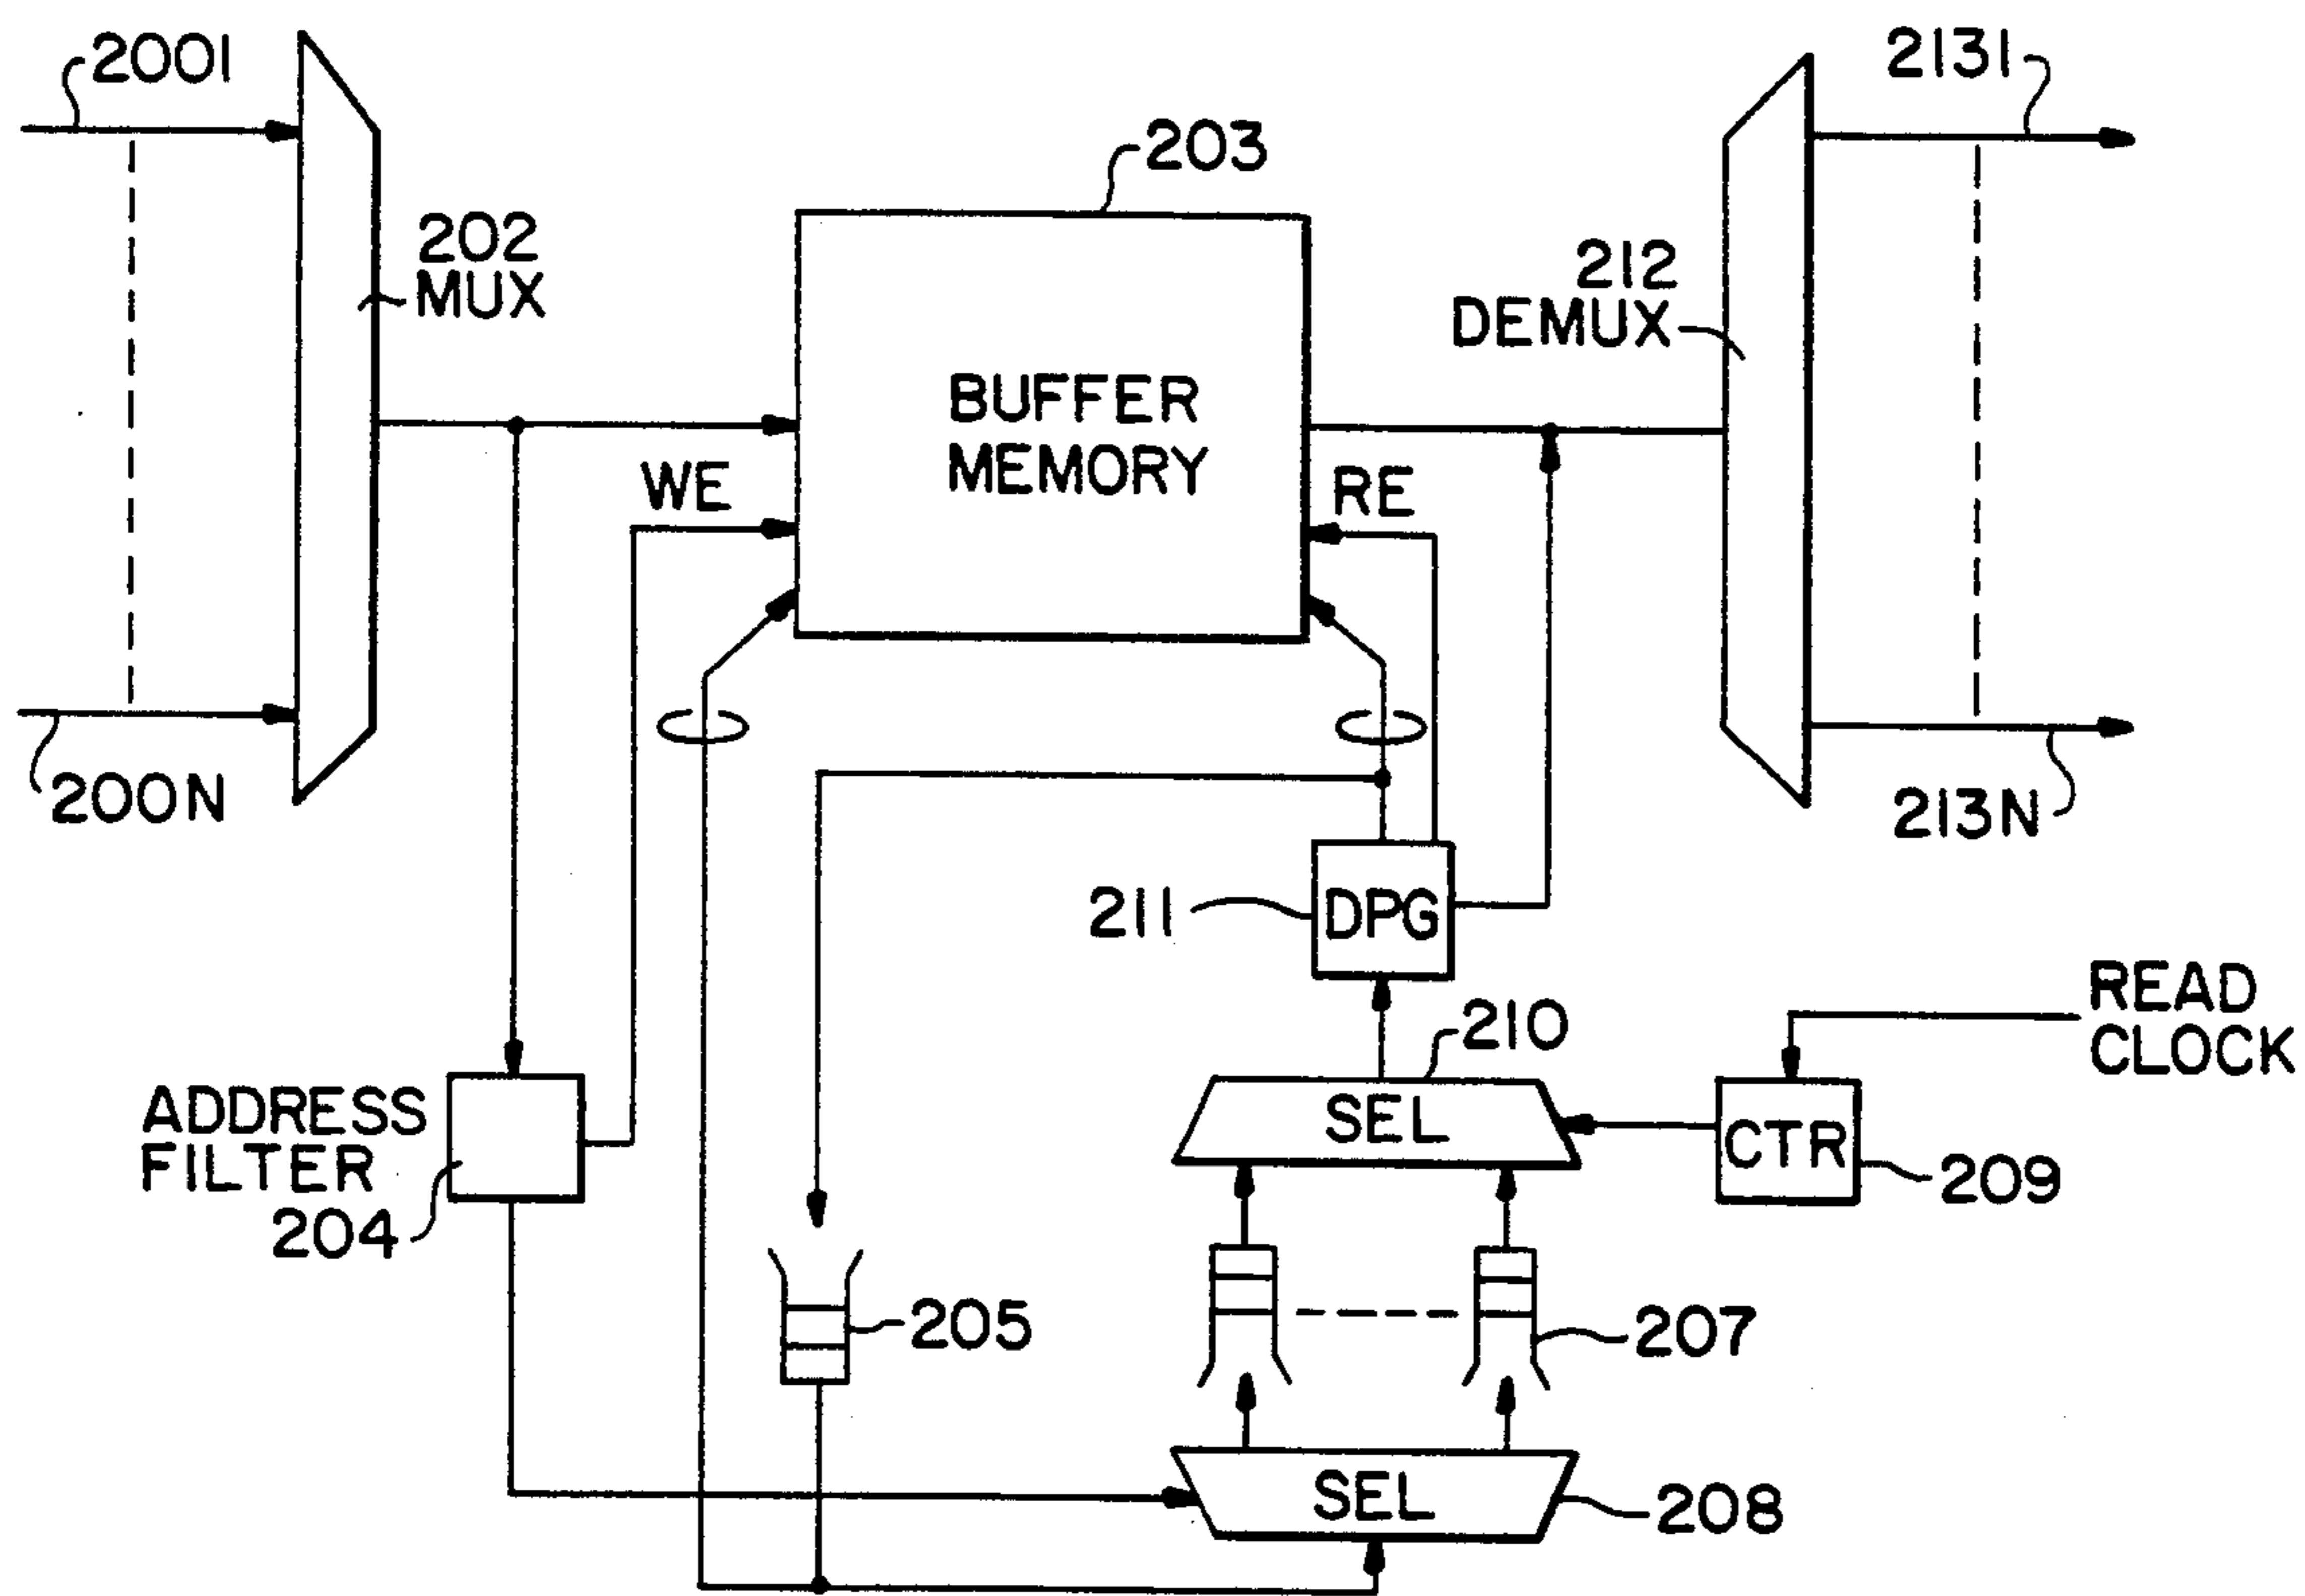 2001
2131
203
202
MUX
212
DEMUX
BUFFER
MEMORY
WE
RE
200N
213N
211
DPG
READ
CLOCK
210
ADDRESS
FILTER
204
SEL
CTR
209
205
207
SEL
208